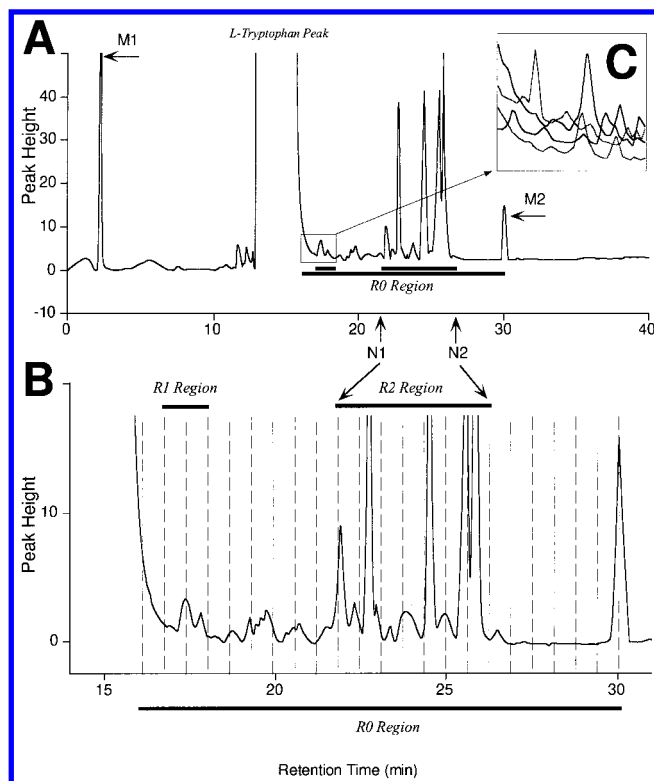 A
M1
L-Tryptophan Peak
C
40
30
20
10
0
-10
Peak Height
M2
R0 Region
0
10
20
30
40
N1
N2
B
R1 Region
R2 Region
10
0
Peak Height
15
20
25
30
R0 Region
Retention Time (min)